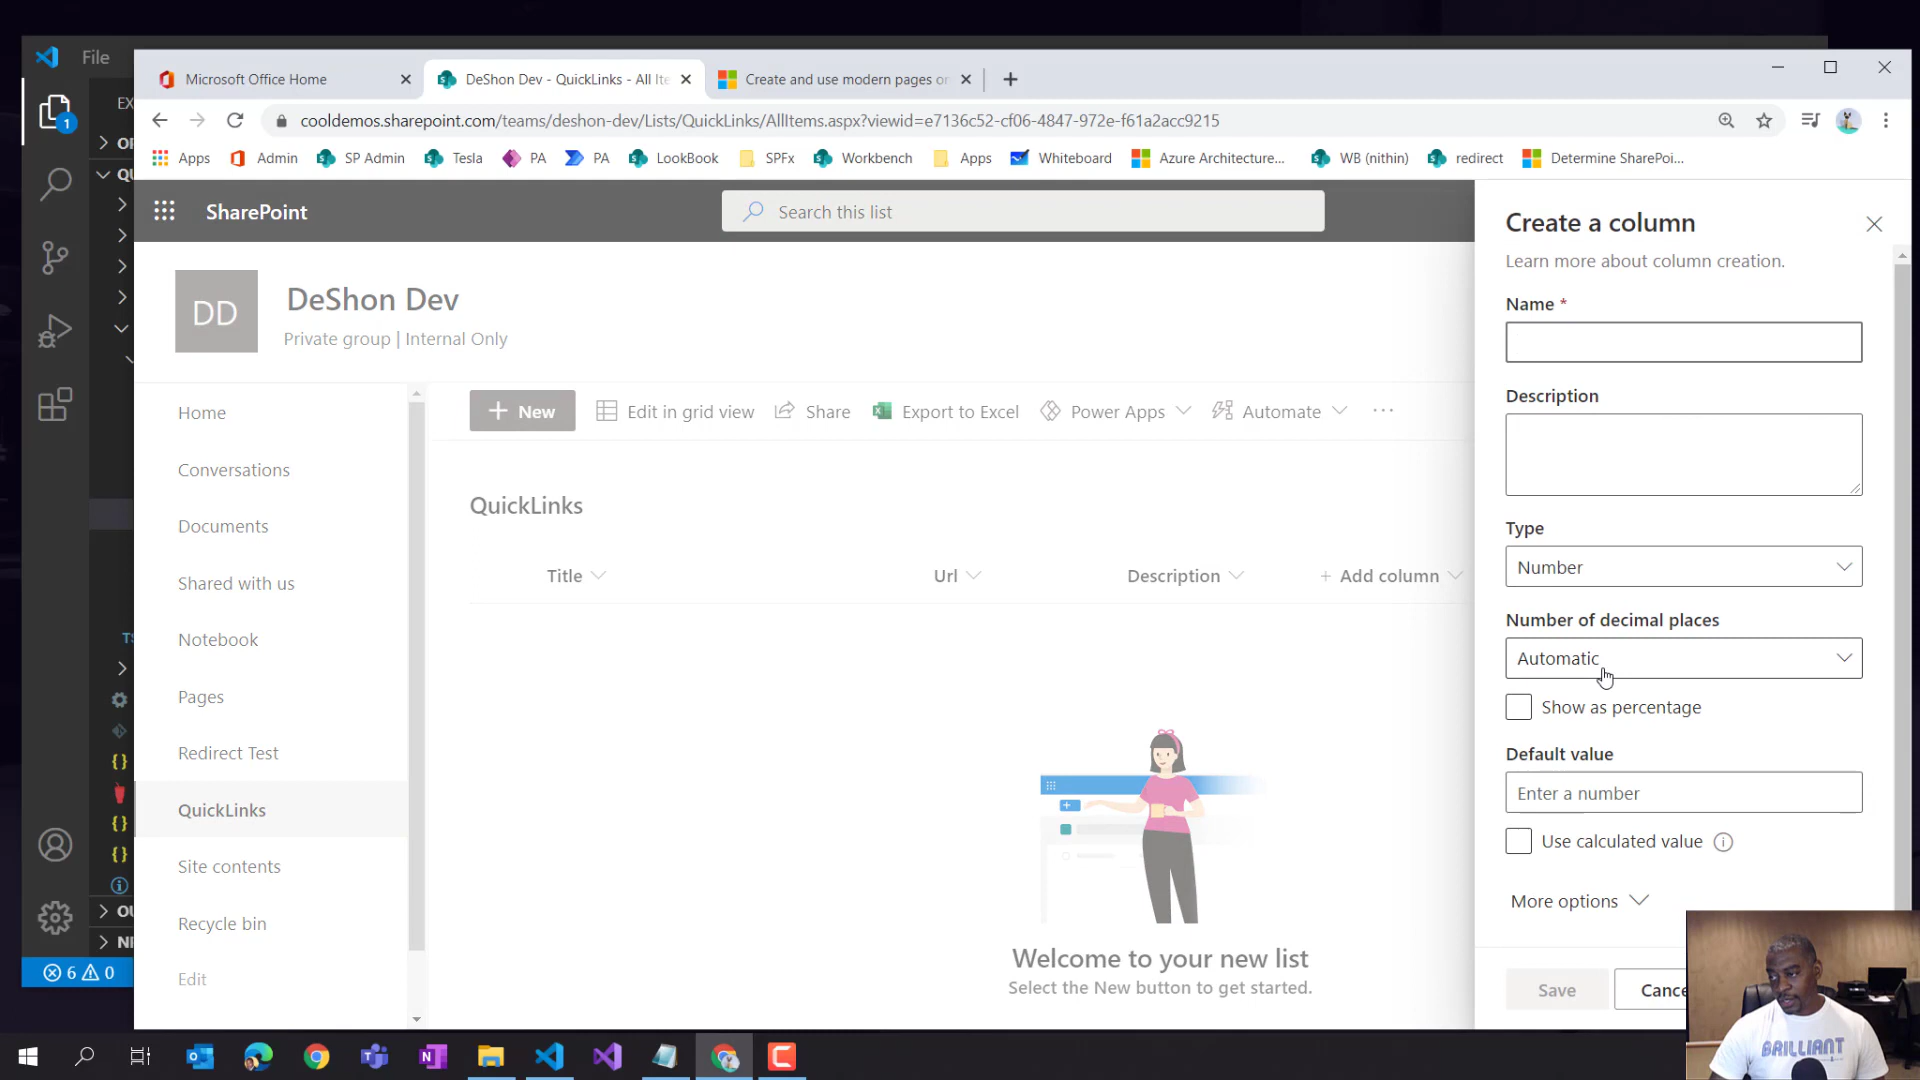 File
Microsoft Office Home
DeShon Dev - QuickLinks - All Ite
Create and use modern pages on
EX
cooldemos.sharepoint.com/teams/deshon-dev/Lists/QuickLinks/AllItems.aspx?viewid=e7136c52-cf06-4847-972e-f61a2acc9215
1
Apps
Admin
SP Admin
Tesla
PA
PA
LookBook
SPFx
Workbench
Apps
Whiteboard
Azure Architecture...
WB (nithin)
redirect
Determine SharePoi...
SharePoint
Search this list
DD
DeShon Dev
Private group | Internal Only
Home
Conversations
Documents
Shared with us
Notebook
Pages
Redirect Test
QuickLinks
Site contents
Recycle bin
Edit
New
Edit in grid view
Share
Export to Excel
Power Apps
Automate
QuickLinks
Title
Url
Description
+ Add column
Welcome to your new list
Select the New button to get started.
Create a column
Learn more about column creation.
Name *
Description
Type
Number
Number of decimal places
Automatic
Show as percentage
Default value
Enter a number
Use calculated value
More options
Save
Cance
TS
OU
6
0
BRILLIANT